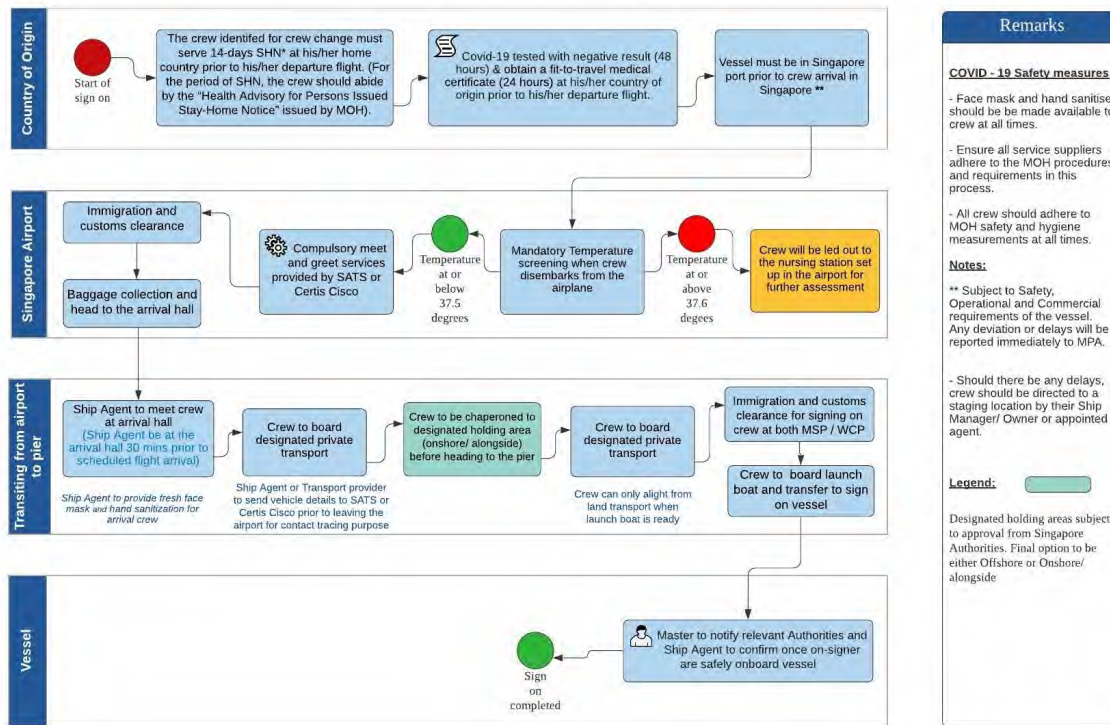 Country of Origin
Start of
sign on
The crew identifed for crew change must
serve 14-days SHN* at his/her home
country prior to his/her departure flight. (For
the period of SHN, the crew should abide
by the "Health Advisory for Persons Issued
Stay-Home Notice" issued by MOH).
Covid-19 tested with negative result (48
hours) & obtain a fit-to-travel medical
certificate (24 hours) at his/her country of
origin prior to his/her departure flight.
Vessel must be in Singapore
port prior to crew arrival in
Singapore **
Singapore Airport
Immigration and
customs clearance
Baggage collection and
head to the arrival hall
Compulsory meet
and greet services
provided by SATS or
Certis Cisco
Temperature
at or
below
37.5
degrees
Mandatory Temperature
screening when crew
disembarks from the
airplane
Temperature
at or
above
37.6
degees
Crew will be led out to
the nursing station set
up in the airport for
further assessment
Transiting from airport
to pier
Ship Agent to meet crew
at arrival hall
(Ship Agent be at the
arrival hall 30 mins prior to
scheduled flight arrival)
Ship Agent to provide fresh face
mask and hand sanitization for
arrival crew
Crew to board
designated private
transport
Ship Agent or Transport provider
to send vehicle details to SATS or
Certis Cisco prior to leaving the
airport for contact tracing purpose
Crew to be chaperoned to
designated holding area
(onshore/ alongside)
before heading to the pier
Crew to board
designated private
transport
Crew can only alight from
land transport when
launch boat is ready
Immigration and customs
clearance for signing on
crew at both MSP / WCP
Crew to board launch
boat and transfer to sign
on vessel
Vessel
Sign
on
completed
Master to notify relevant Authorities and
Ship Agent to confirm once on-signer
are safely onboard vessel
Remarks
COVID - 19 Safety measures
- Face mask and hand sanitise
should be be made available to
crew at all times.
- Ensure all service suppliers
adhere to the MOH procedures
and requirements in this
process.
- All crew should adhere to
MOH safety and hygiene
measurements at all times.
Notes:
** Subject to Safety,
Operational and Commercial
requirements of the vessel.
Any deviation or delays will be
reported immediately to MPA.
- Should there be any delays,
crew should be directed to a
staging location by their Ship
Manager/ Owner or appointed
agent.
Legend:
Designated holding areas subject
to approval from Singapore
Authorities. Final option to be
either Offshore or Onshore/
alongside